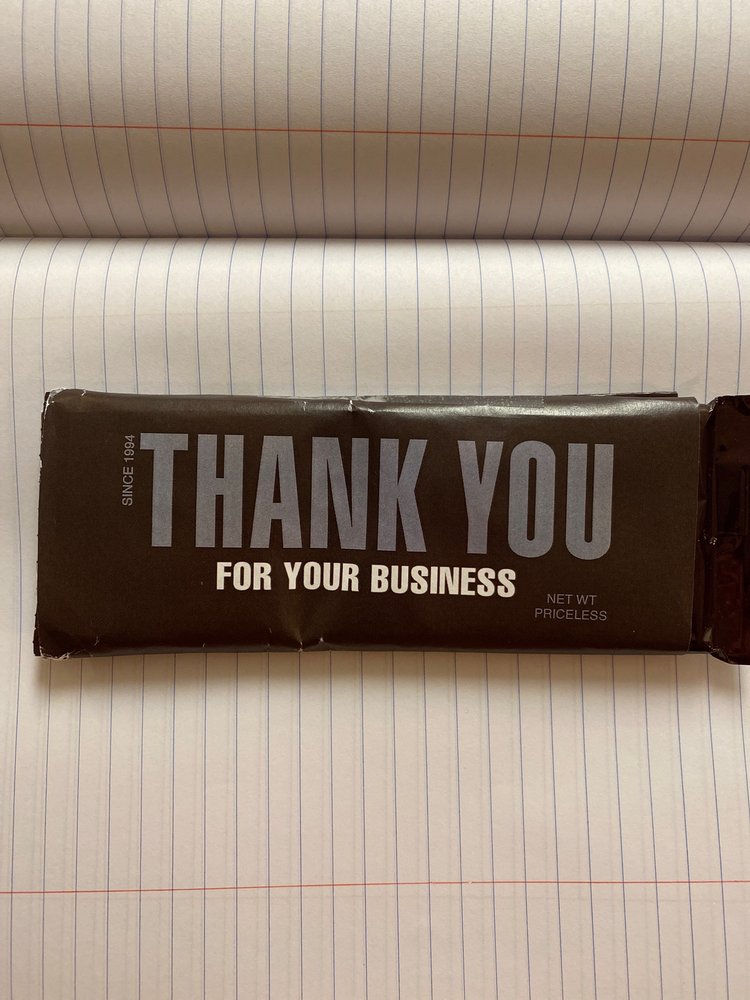 SINCE 1994
THANK YOU
FOR YOUR BUSINESS
NET WT
PRICELESS